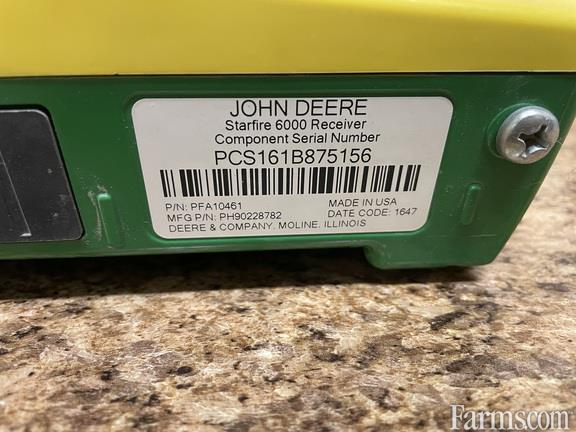 JOHN DEERE
Starfire 6000 Receiver
Component Serial Number
PCS161B875156
P/N: PFA10461 MADE IN USA
MFG P/N: PH90228782 DATE CODE: 1647
DEERE & COMPANY. MOLINE. ILLINOIS
Farms.com